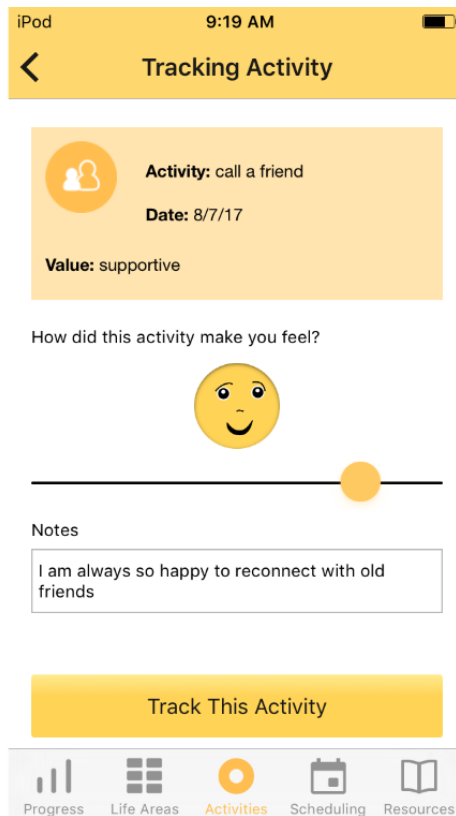 iPod 9:19 AM
Tracking Activity
Activity: call a friend
Date: 8/7/17
Value: supportive
How did this activity make you feel?
Notes
I am always so happy to reconnect with old
friends
Track This Activity
Progress Life Areas Activities Scheduling Resources